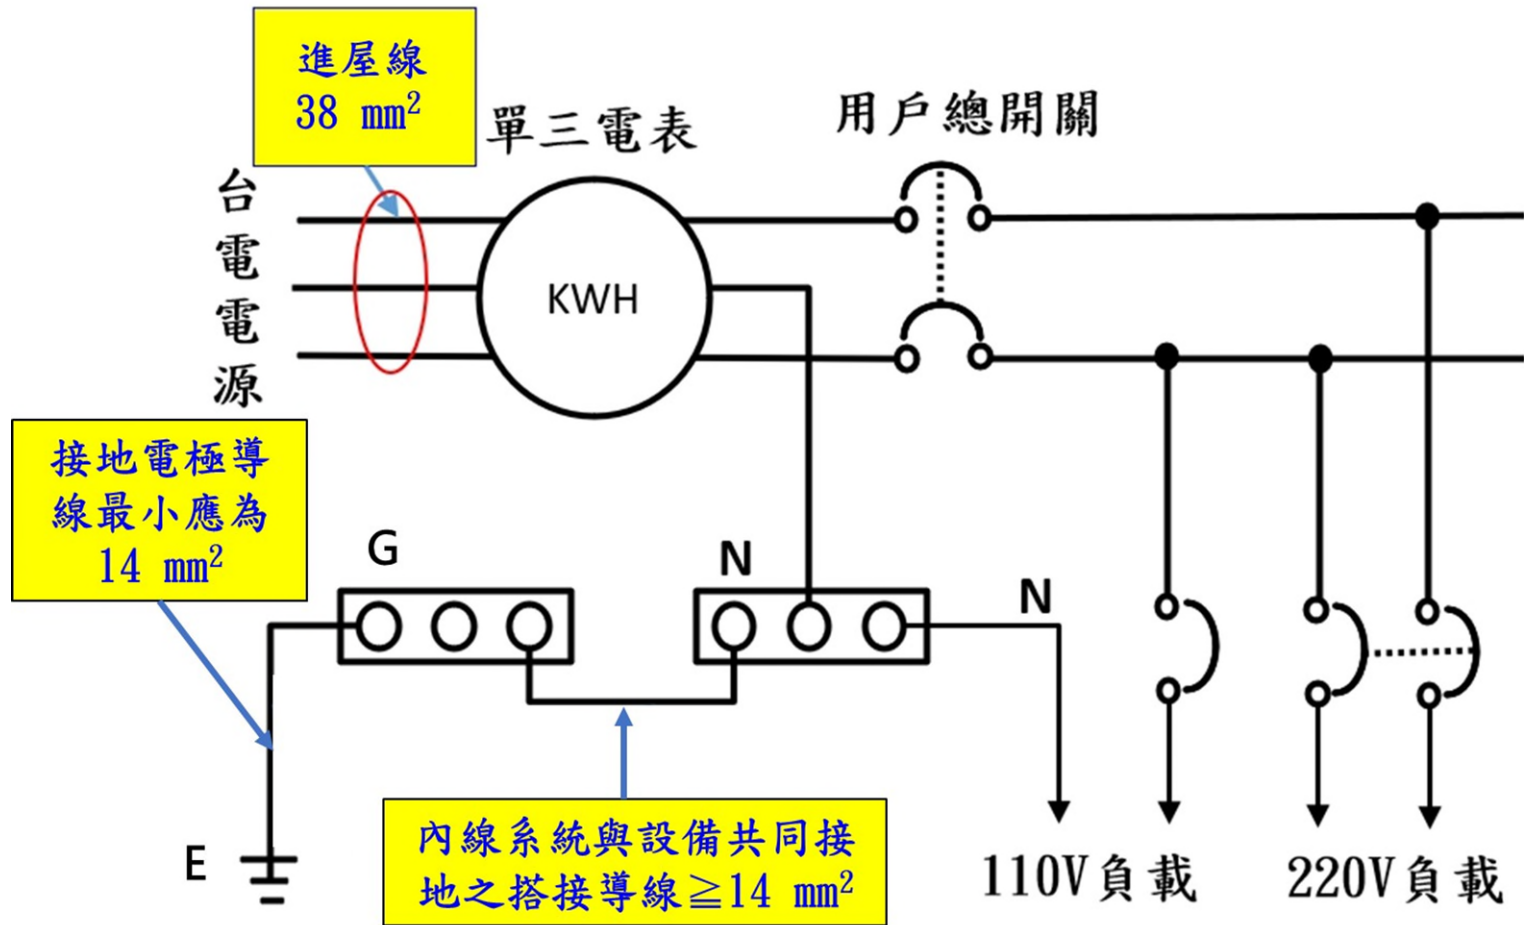 進屋線
38 mm²
單三電表
用戶總開關
台
電
電
源
KWH
接地電極導
線最小應為
14 mm²
G
N
N
E
內線系統與設備共同接
地之搭接導線≧14 mm²
110V負載
220V負載